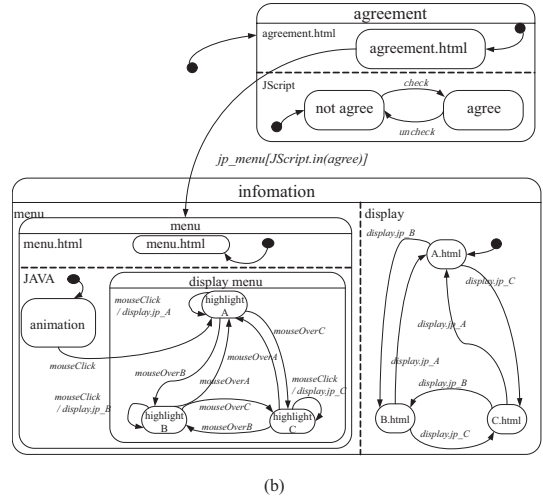 agreement
agreement.html
agreement.html
JScript
check
not agree
agree
uncheck
jp_menu[JScript.in(agree)]
infomation
menu
menu
menu.html
menu.html
JAVA
display menu
animation
mouseClick
/ display.jp_A
highlight
A
mouseOverC
mouseClick
mouseOverB
mouseOverA
mouseOverA
mouseClick
/ display.jp_B
mouseClick
/ display.jp_C
highlight
B
mouseOverC
mouseOverB
highlight
C
display
display.jp_B
A.html
display.jp_C
display.jp_A
display.jp_A
display.jp_B
B.html
C.html
display.jp_C
(b)